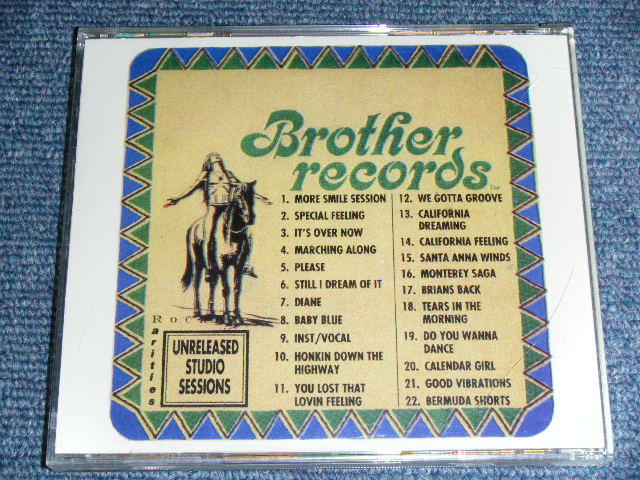 Brother
records™
1. MORE SMILE SESSION
2. SPECIAL FEELING
3. IT'S OVER NOW
4. MARCHING ALONG
5. PLEASE
6. STILL I DREAM OF IT
7. DIANE
8. BABY BLUE
9. INST/VOCAL
10. HONKIN DOWN THE
HIGHWAY
11. YOU LOST THAT
LOVIN FEELING
12. WE GOTTA GROOVE
13. CALIFORNIA
DREAMING
14. CALIFORNIA FEELING
15. SANTA ANNA WINDS
16. MONTEREY SAGA
17. BRIANS BACK
18. TEARS IN THE
MORNING
19. DO YOU WANNA
DANCE
20. CALENDAR GIRL
21. GOOD VIBRATIONS
22. BERMUDA SHORTS
Roc
arities
UNRELEASED
STUDIO
SESSIONS